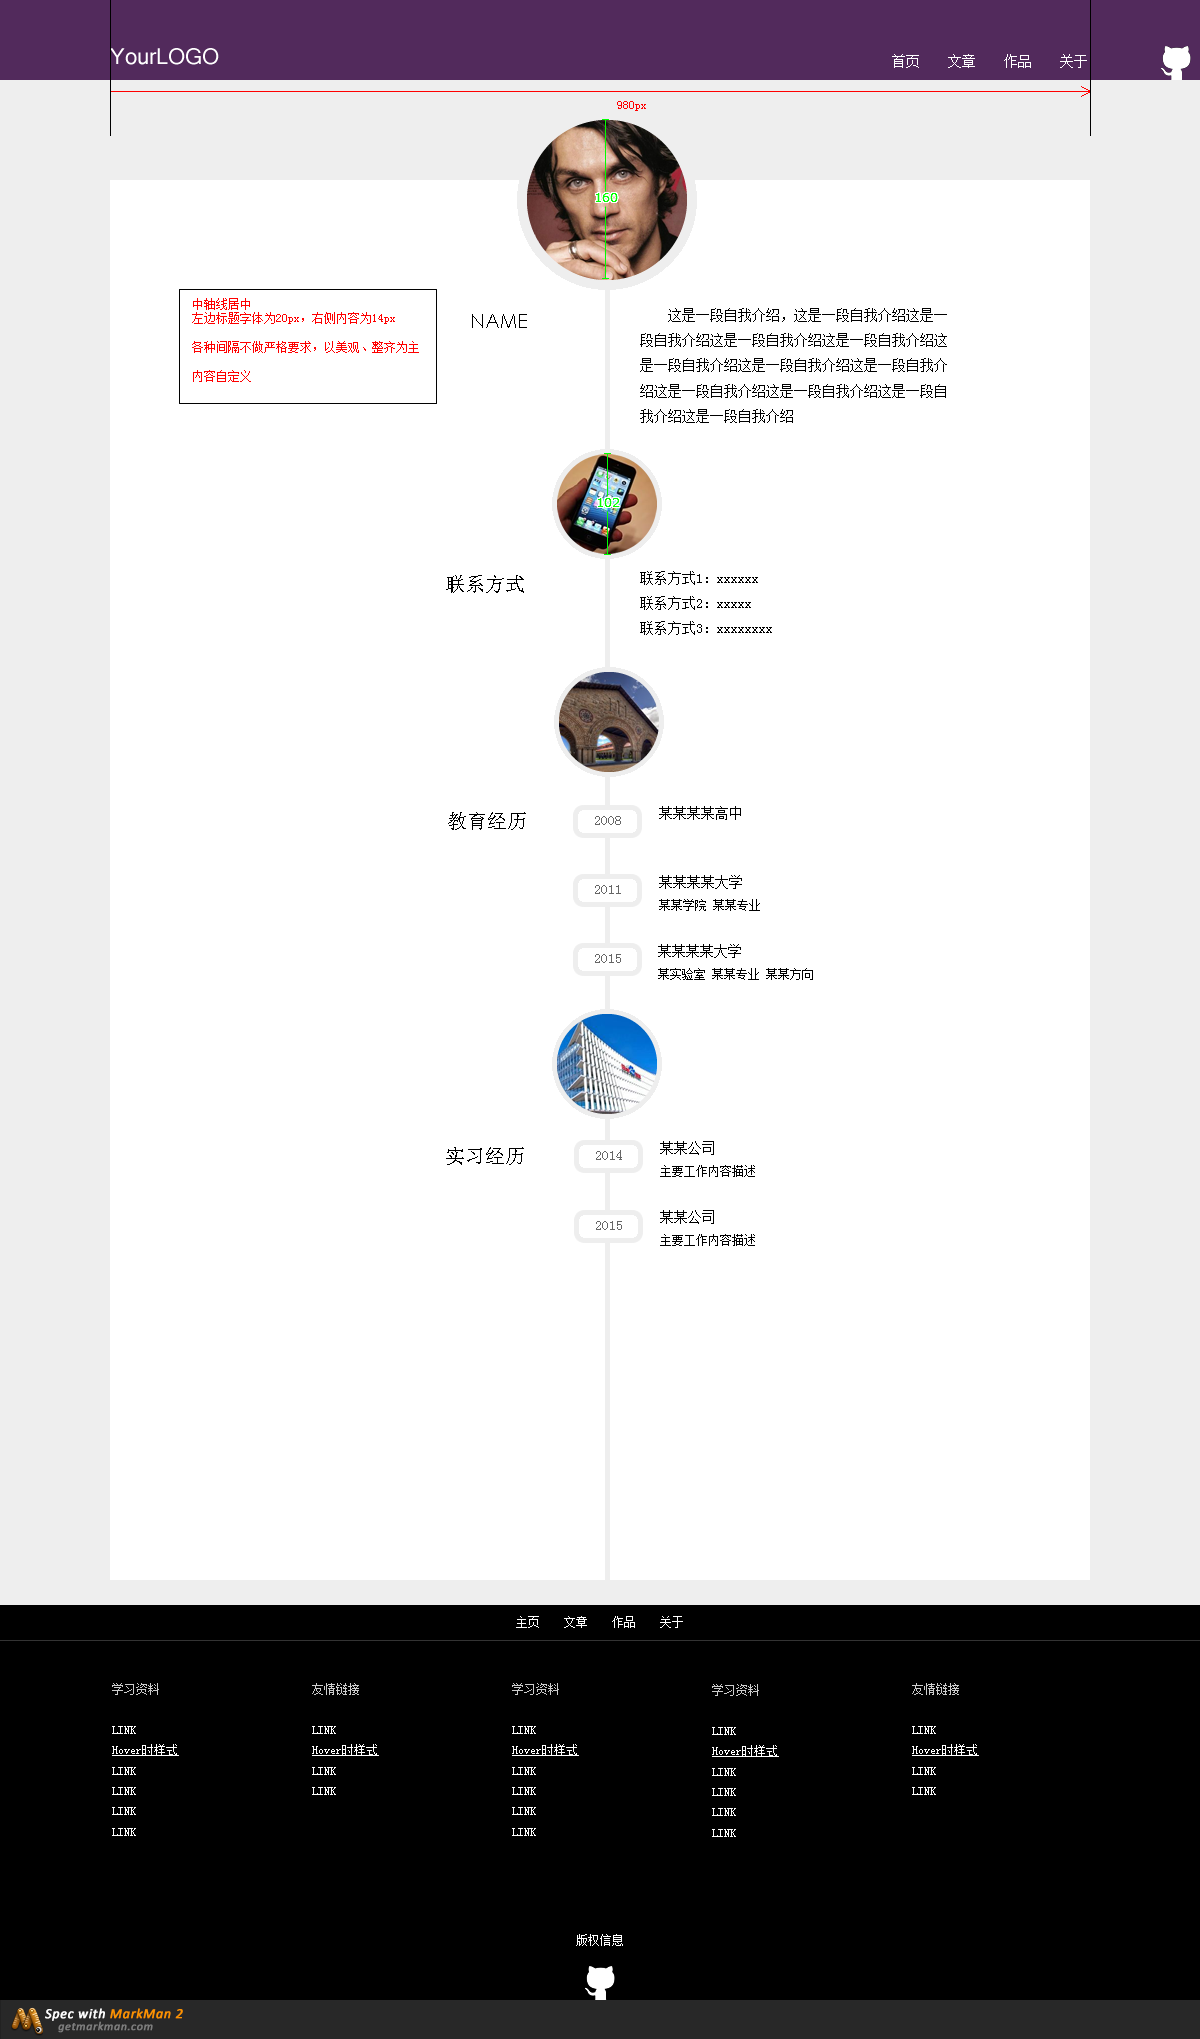 YourLOGO
首页 文章 作品 关于
980px
160
中轴线居中
左边标题字体为20px，右侧内容为14px
各种间隔不做严格要求，以美观、整齐为主
内容自定义
NAME
这是一段自我介绍，这是一段自我介绍这是一
段自我介绍这是一段自我介绍这是一段自我介绍这
是一段自我介绍这是一段自我介绍这是一段自我介
绍这是一段自我介绍这是一段自我介绍这是一段自
我介绍这是一段自我介绍
102
联系方式
联系方式1：xxxxxx
联系方式2：xxxxx
联系方式3：xxxxxxxx
教育经历
2008
某某某某高中
2011
某某某某大学
某某学院 某某专业
2015
某某某某大学
某实验室 某某专业 某某方向
实习经历
2014
某某公司
主要工作内容描述
2015
某某公司
主要工作内容描述
主页 文章 作品 关于
学习资料
LINK
Hover时样式
LINK
LINK
LINK
LINK
友情链接
LINK
Hover时样式
LINK
LINK
学习资料
LINK
Hover时样式
LINK
LINK
LINK
LINK
学习资料
LINK
Hover时样式
LINK
LINK
LINK
LINK
友情链接
LINK
Hover时样式
LINK
LINK
版权信息
Spec with MarkMan 2
getmarkman.com